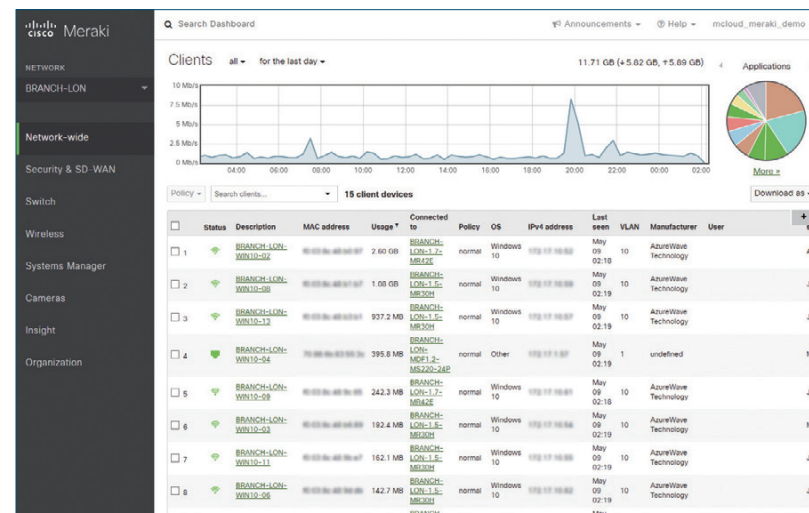 cisco Meraki
Search Dashboard
Announcements
Help
mcloud_meraki_demo
NETWORK
BRANCH-LON
Network-wide
Security & SD-WAN
Switch
Wireless
Systems Manager
Cameras
Insight
Organization
Clients all for the last day
11.71 GB (↓5.82 GB, ↑5.89 GB)
Applications
10 Mb/s
7.5 Mb/s
5 Mb/s
2.5 Mb/s
0 Mb/s
04:00 06:00 08:00 10:00 12:00 14:00 16:00 18:00 20:00 22:00 00:00 02:00
More »
Policy Search clients... 15 client devices Download as
Status Description MAC address Usage Connected to Policy OS IPv4 address Last seen VLAN Manufacturer User +
1 BRANCH-LON-WIN10-02 2.60 GB BRANCH-LON-1.7-MR42E normal Windows 10 May 09 02:18 10 AzureWave Technology
2 BRANCH-LON-WIN10-08 1.08 GB BRANCH-LON-1.5-MR30H normal Windows 10 May 09 02:19 10 AzureWave Technology
3 BRANCH-LON-WIN10-13 937.2 MB BRANCH-LON-1.5-MR30H normal Windows 10 May 09 02:19 10 AzureWave Technology
4 BRANCH-LON-WIN10-04 395.8 MB BRANCH-LON-MDF1.2-MS220-24P normal Other May 09 02:19 1 undefined
5 BRANCH-LON-WIN10-09 242.3 MB BRANCH-LON-1.7-MR42E normal Windows 10 May 09 02:18 10 AzureWave Technology
6 BRANCH-LON-WIN10-03 192.4 MB BRANCH-LON-1.5-MR30H normal Windows 10 May 09 02:19 10 AzureWave Technology
7 BRANCH-LON-WIN10-11 162.1 MB BRANCH-LON-1.5-MR30H normal Windows 10 May 09 02:19 10 AzureWave Technology
8 BRANCH-LON-WIN10-06 142.7 MB BRANCH-LON-1.5-MR30H normal Windows 10 May 09 02:19 10 AzureWave Technology